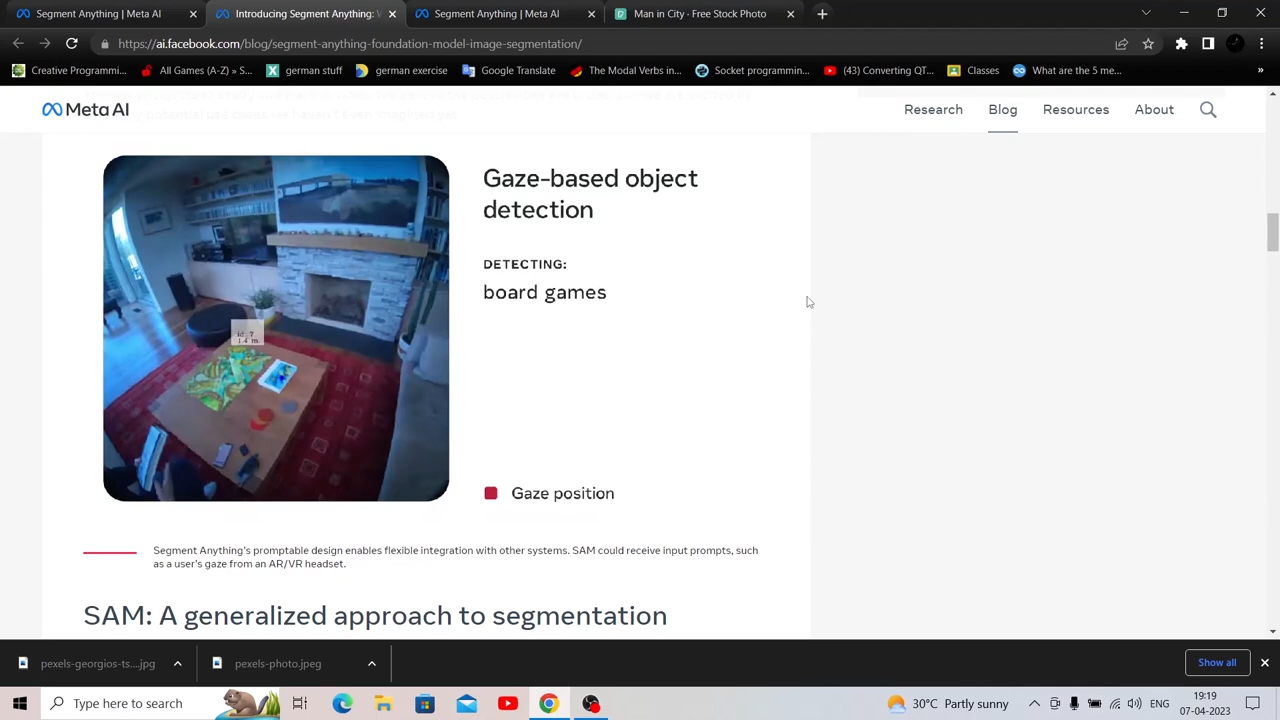 Segment Anything | Meta AI
Introducing Segment Anything:
Segment Anything | Meta AI
Man in City · Free Stock Photo
https://ai.facebook.com/blog/segment-anything-foundation-model-image-segmentation/
Creative Programmi...
All Games (A-Z) » S...
german stuff
german exercise
Google Translate
The Modal Verbs in...
Socket programmin...
(43) Converting QT...
Classes
What are the 5 me...
»
Meta AI
Research
Blog
Resources
About
Gaze-based object
detection
DETECTING:
board games
id: 7
1.4 m.
Gaze position
Segment Anything's promptable design enables flexible integration with other systems. SAM could receive input prompts, such
as a user's gaze from an AR/VR headset.
SAM: A generalized approach to segmentation
pexels-georgios-ts....jpg
pexels-photo.jpeg
Show all
Type here to search
30°C Partly sunny
ENG
19:19
07-04-2023